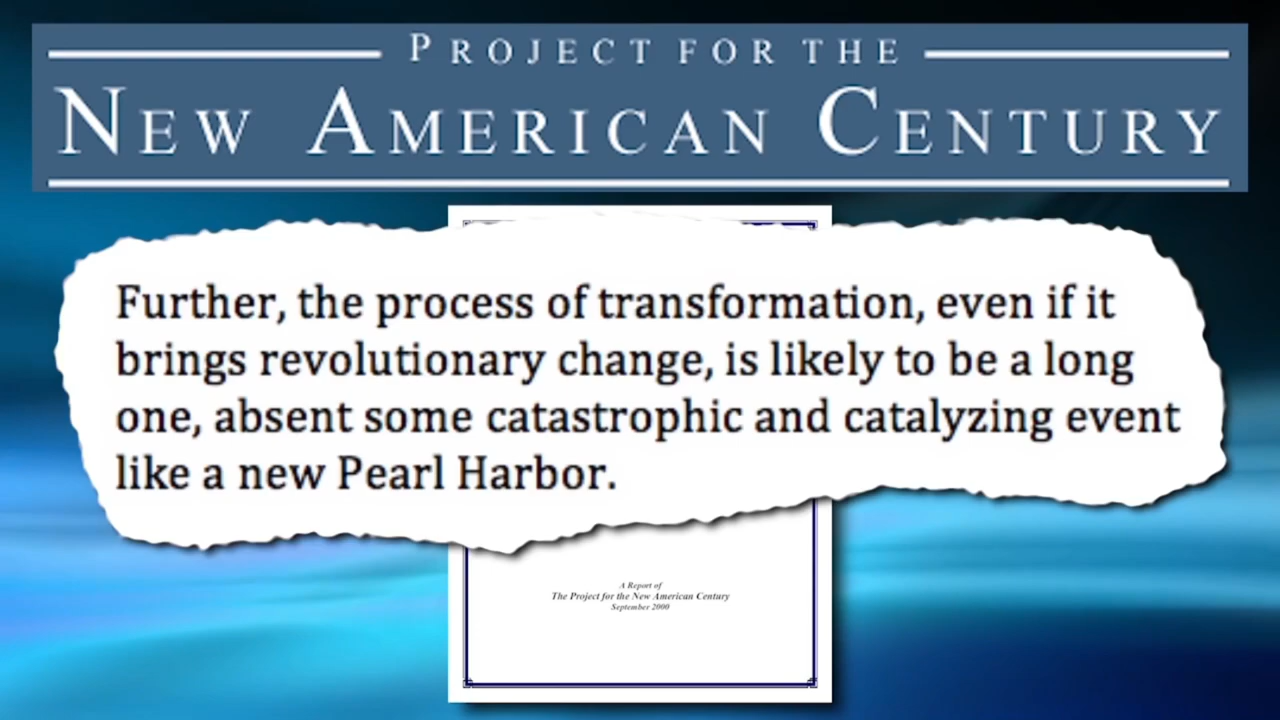 PROJECT FOR THE
NEW AMERICAN CENTURY
Further, the process of transformation, even if it
brings revolutionary change, is likely to be a long
one, absent some catastrophic and catalyzing event
like a new Pearl Harbor.
A Report of
The Project for the New American Century
September 2000